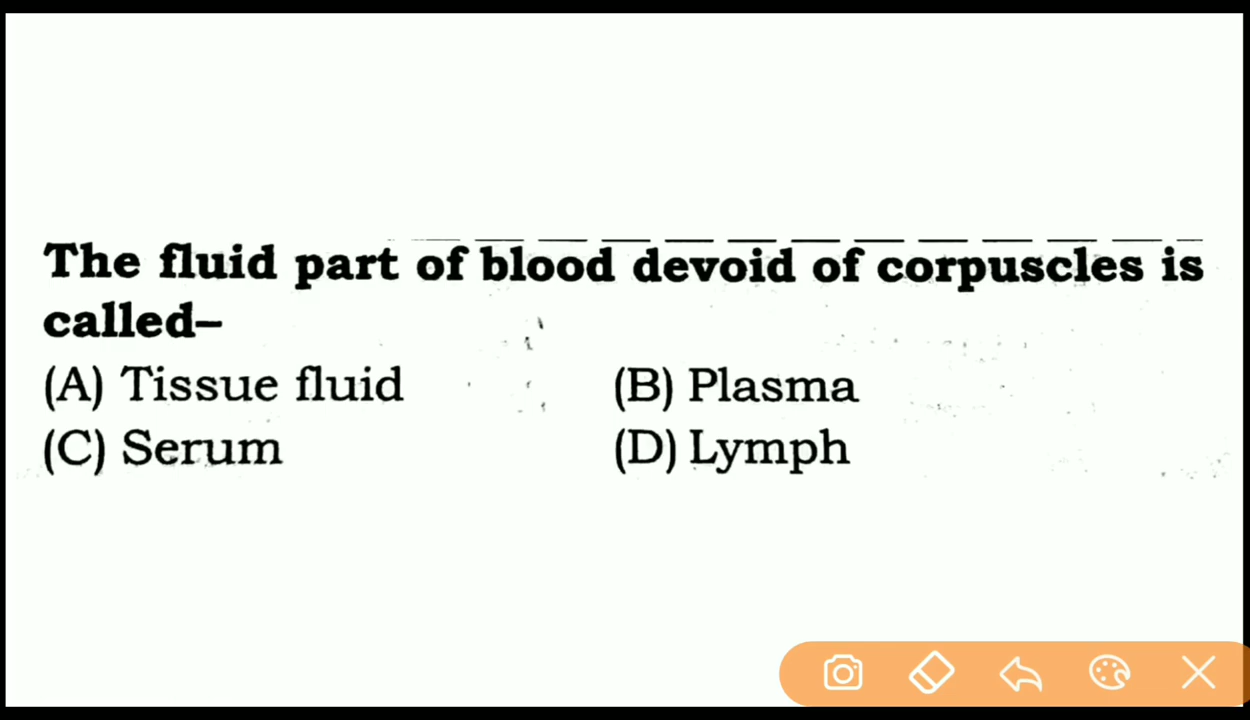 The fluid part of blood devoid of corpuscles is
called–
(A) Tissue fluid (B) Plasma
(C) Serum (D) Lymph